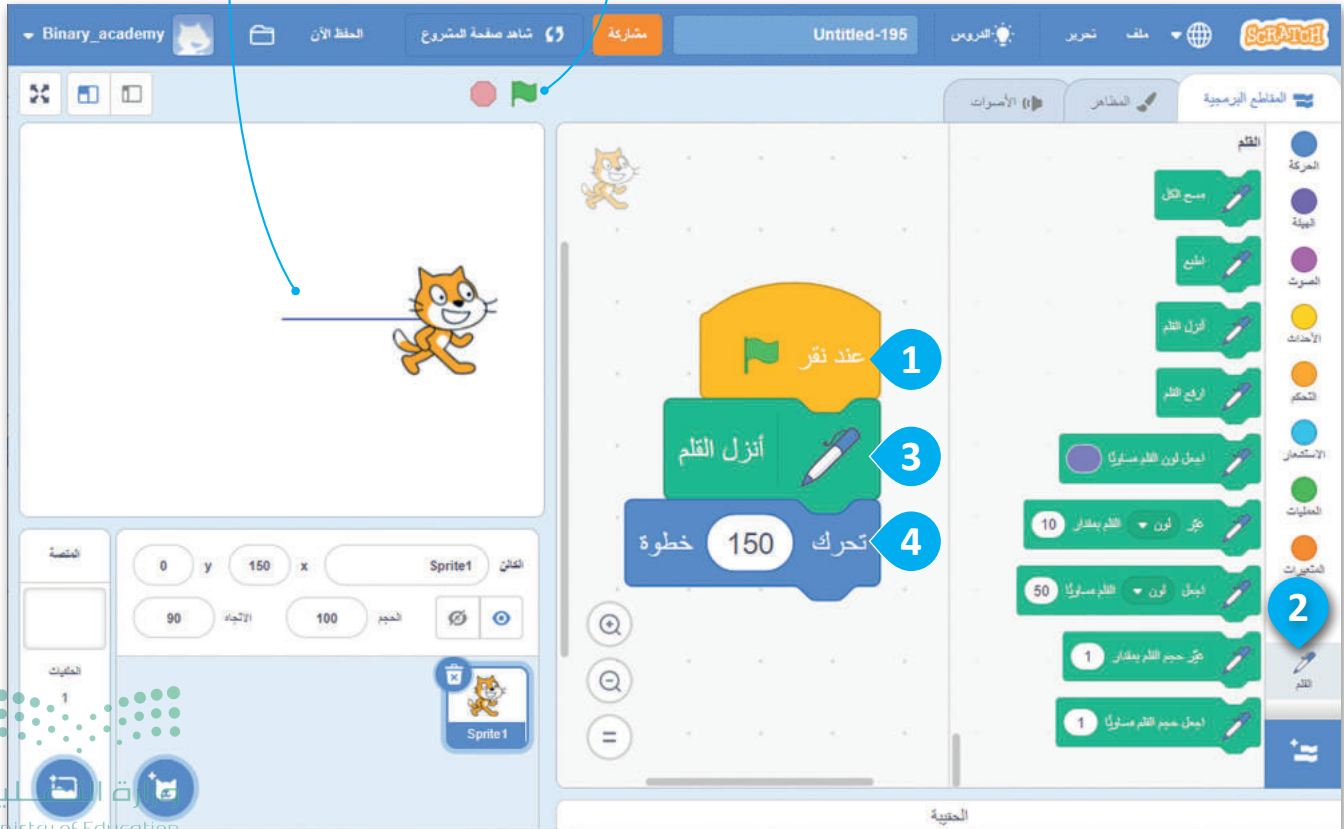 SCRATCH ملف تحرير الدروس Untitled-195 مشاركة شاهد صفحة المشروع الحفظ الآن Binary_academy
المقاطع البرمجية المظاهر الأصوات
الحركة
الهيئة
الصوت
الأحداث
التحكم
الاستشعار
العمليات
المتغيرات
2
القلم
القلم
مسح الكل
اطبع
أنزل القلم
ارفع القلم
اجعل لون القلم مساويًا
غيّر لون القلم بمقدار 10
اجعل لون القلم مساويًا 50
غيّر حجم القلم بمقدار 1
اجعل حجم القلم مساويًا 1
عند نقر 1
أنزل القلم 3
تحرك 150 خطوة 4
=
الحقيبة
الكائن Sprite1 x 150 y 0
الحجم 100 الاتجاه 90
Sprite1
المنصة
الخلفيات
1